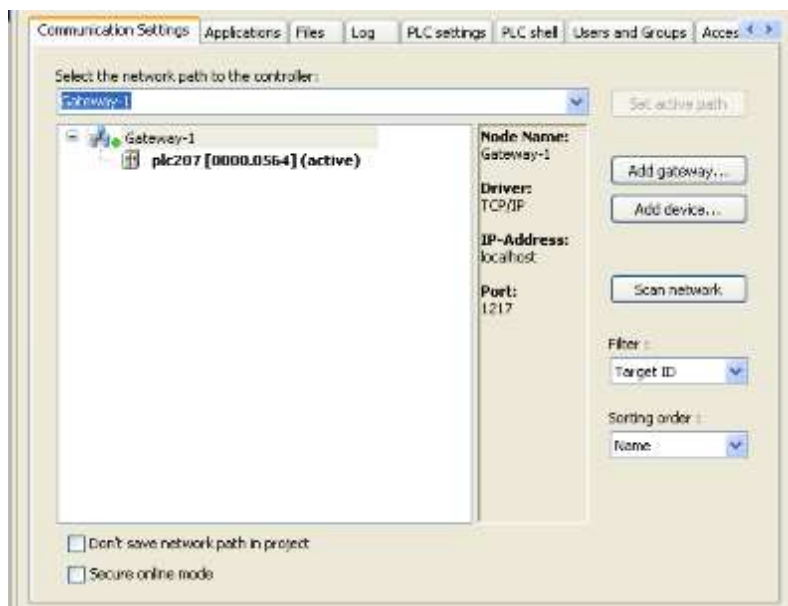 Communication Settings Applications Files Log PLC settings PLC shell Users and Groups Acces
Select the network path to the controller:
Gateway-1
Set active path
Gateway-1
plc207 [0000.0564] (active)
Node Name:
Gateway-1
Driver:
TCP/IP
IP-Address:
localhost
Port:
1217
Add gateway...
Add device...
Scan network
Filter :
Target ID
Sorting order :
Name
Don't save network path in project
Secure online mode